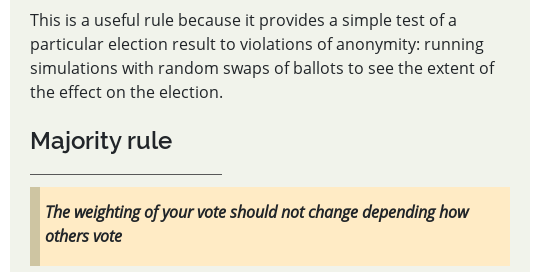 This is a useful rule because it provides a simple test of a
particular election result to violations of anonymity: running
simulations with random swaps of ballots to see the extent of
the effect on the election.
Majority rule
The weighting of your vote should not change depending how
others vote